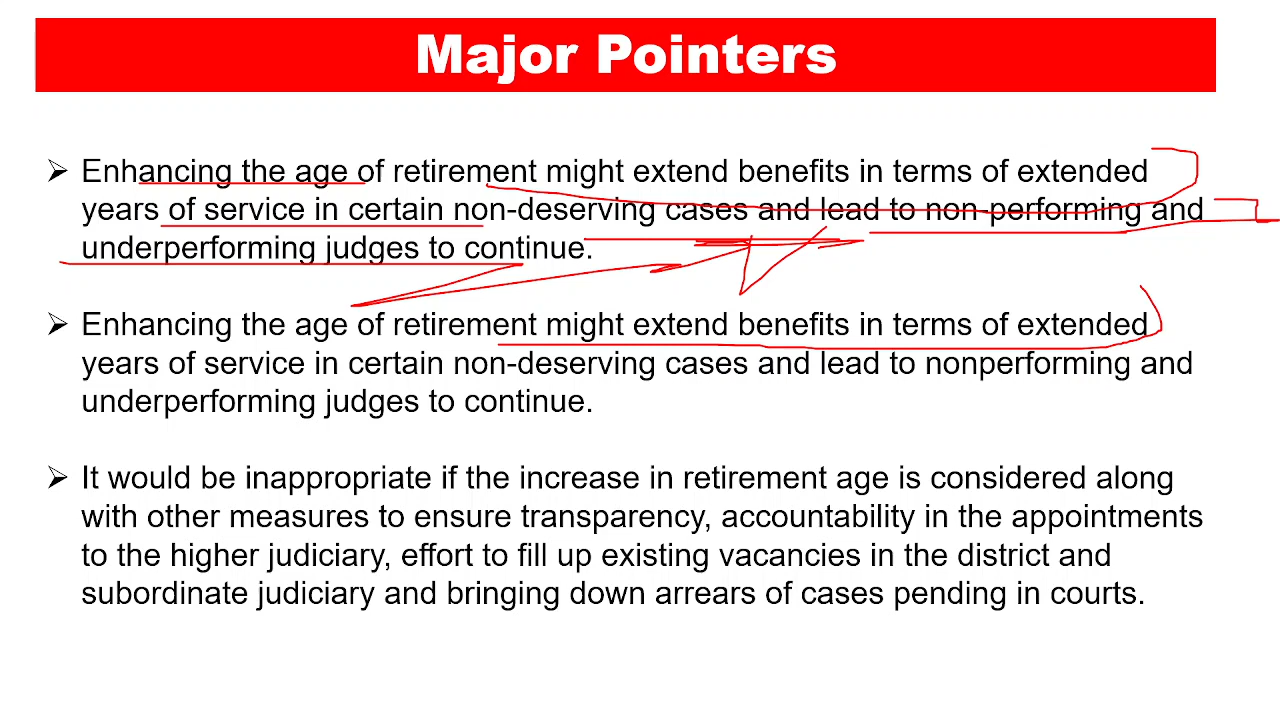 Major Pointers
➢ Enhancing the age of retirement might extend benefits in terms of extended
years of service in certain non-deserving cases and lead to non-performing and
underperforming judges to continue.
➢ Enhancing the age of retirement might extend benefits in terms of extended
years of service in certain non-deserving cases and lead to nonperforming and
underperforming judges to continue.
➢ It would be inappropriate if the increase in retirement age is considered along
with other measures to ensure transparency, accountability in the appointments
to the higher judiciary, effort to fill up existing vacancies in the district and
subordinate judiciary and bringing down arrears of cases pending in courts.